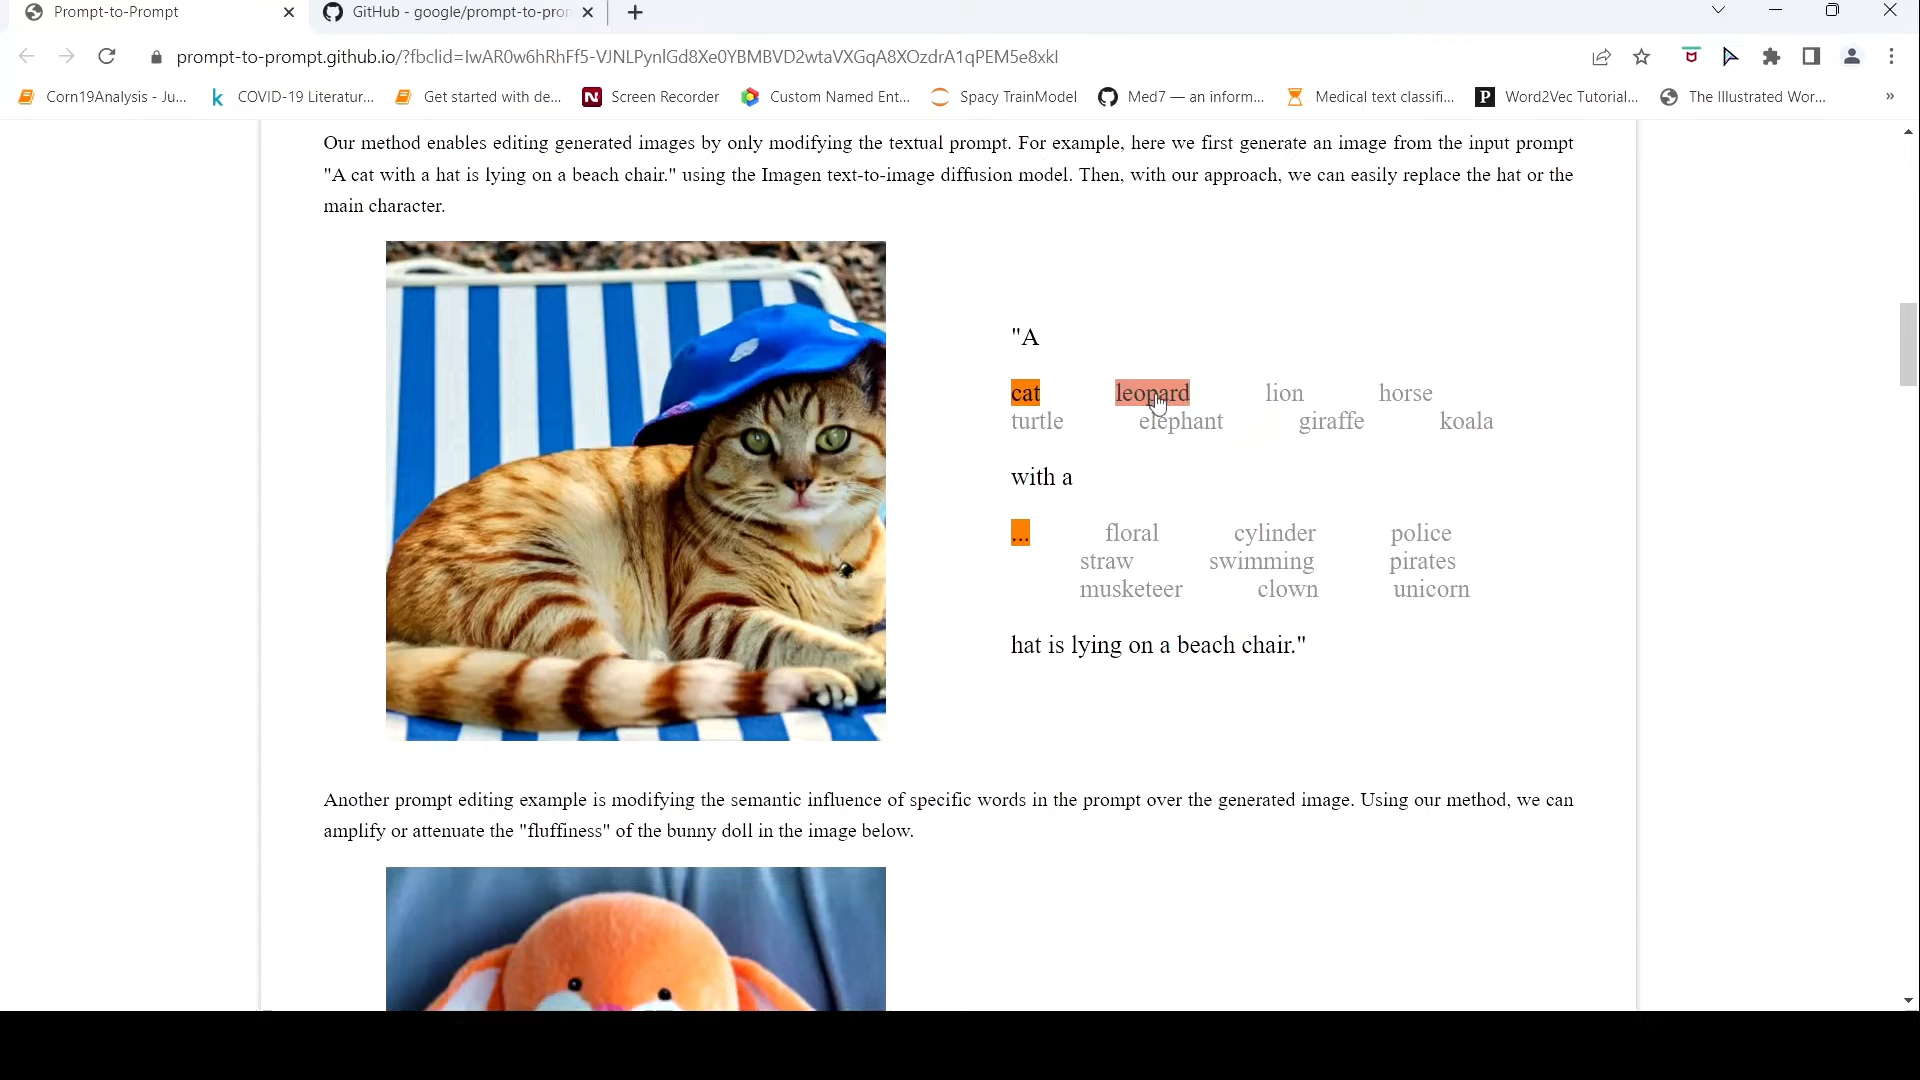 Prompt-to-Prompt
GitHub - google/prompt-to-pron
prompt-to-prompt.github.io/?fbclid=IwAR0w6hRhFf5-VJNLPynlGd8Xe0YBMBVD2wtaVXGqA8XOzdrA1qPEM5e8xkI
Corn19Analysis - Ju... COVID-19 Literatur... Get started with de... Screen Recorder Custom Named Ent... Spacy TrainModel Med7 — an inform... Medical text classifi... Word2Vec Tutorial... The Illustrated Wor... »
Our method enables editing generated images by only modifying the textual prompt. For example, here we first generate an image from the input prompt
"A cat with a hat is lying on a beach chair." using the Imagen text-to-image diffusion model. Then, with our approach, we can easily replace the hat or the
main character.
"A
cat leopard lion horse
turtle elephant giraffe koala
with a
... floral cylinder police
straw swimming pirates
musketeer clown unicorn
hat is lying on a beach chair."
Another prompt editing example is modifying the semantic influence of specific words in the prompt over the generated image. Using our method, we can
amplify or attenuate the "fluffiness" of the bunny doll in the image below.